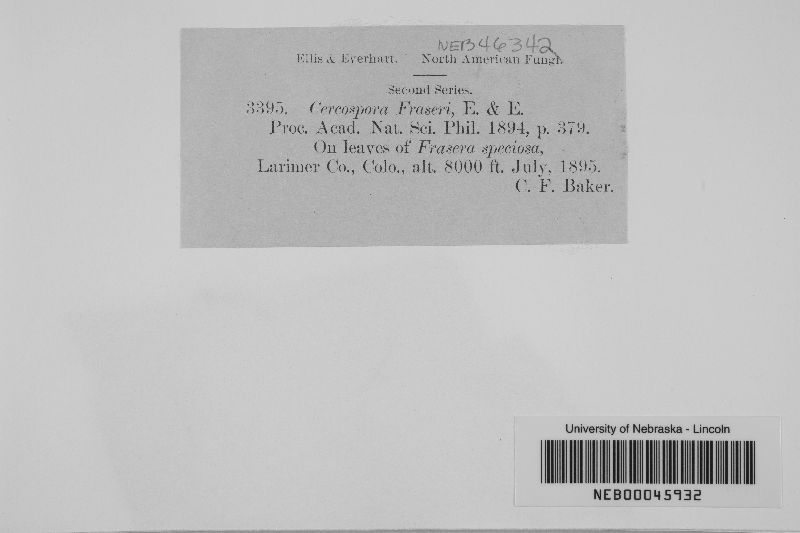 NEB46342
Ellis & Everhart. North American Fungi.
Second Series.
3395. Cercospora Fraseri, E. & E.
Proc. Acad. Nat. Sci. Phil. 1894, p. 379.
On leaves of Frasera speciosa,
Larimer Co., Colo., alt. 8000 ft. July, 1895.
C. F. Baker.
University of Nebraska - Lincoln
NEB00045932